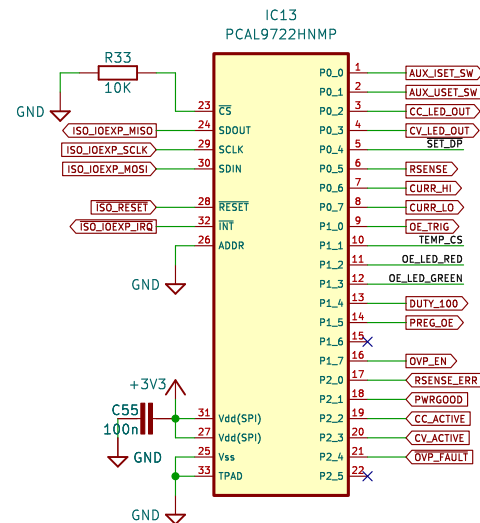 IC13
PCAL9722HNMP
R33
10K
GND
23 CS P0_0 1 AUX_ISET_SW
P0_1 2 AUX_USET_SW
P0_2 3 CC_LED_OUT
ISO_IOEXP_MISO 24 SDOUT P0_3 4 CV_LED_OUT
ISO_IOEXP_SCLK 29 SCLK P0_4 5 SET_DP
ISO_IOEXP_MOSI 30 SDIN P0_5 6 RSENSE
P0_6 7 CURR_HI
ISO_RESET 28 RESET P0_7 8 CURR_LO
ISO_IOEXP_IRQ 32 INT P1_0 9 OE_TRIG
26 ADDR P1_1 10 TEMP_CS
P1_2 11 OE_LED_RED
GND P1_3 12 OE_LED_GREEN
P1_4 13 DUTY_100
P1_5 14 PREG_OE
P1_6 15
P1_7 16 OVP_EN
+3V3 P2_0 17 RSENSE_ERR
P2_1 18 PWRGOOD
C55
100n
31 Vdd(SPI) P2_2 19 CC_ACTIVE
27 Vdd(SPI) P2_3 20 CV_ACTIVE
GND 25 Vss P2_4 21 OVP_FAULT
33 TPAD P2_5 22
GND